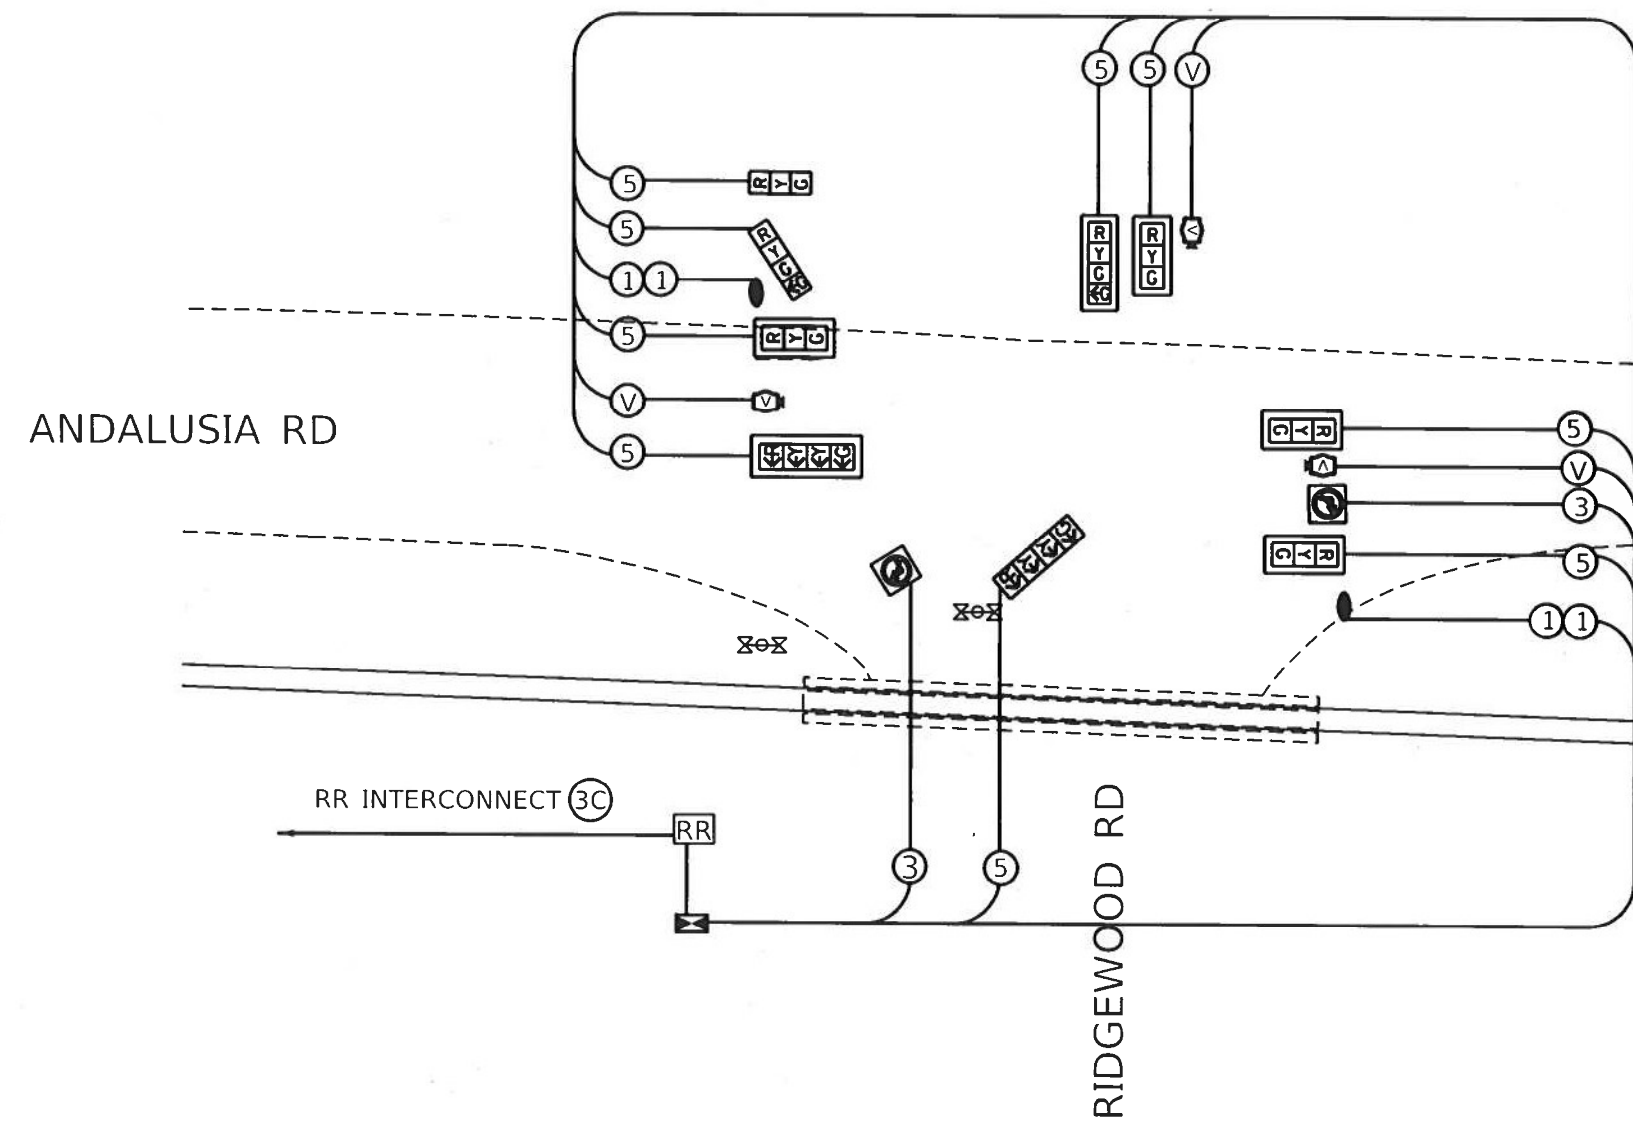 5 5 V
5 R Y G
5 R Y G G
1 1
R Y G G
R Y G
5 R Y G
V V
5 R Y Y G
ANDALUSIA RD
R Y G 5
V V
3
R Y G 5
1 1
R Y Y G
RR INTERCONNECT 3C
RR
3 5
RIDGEWOOD RD